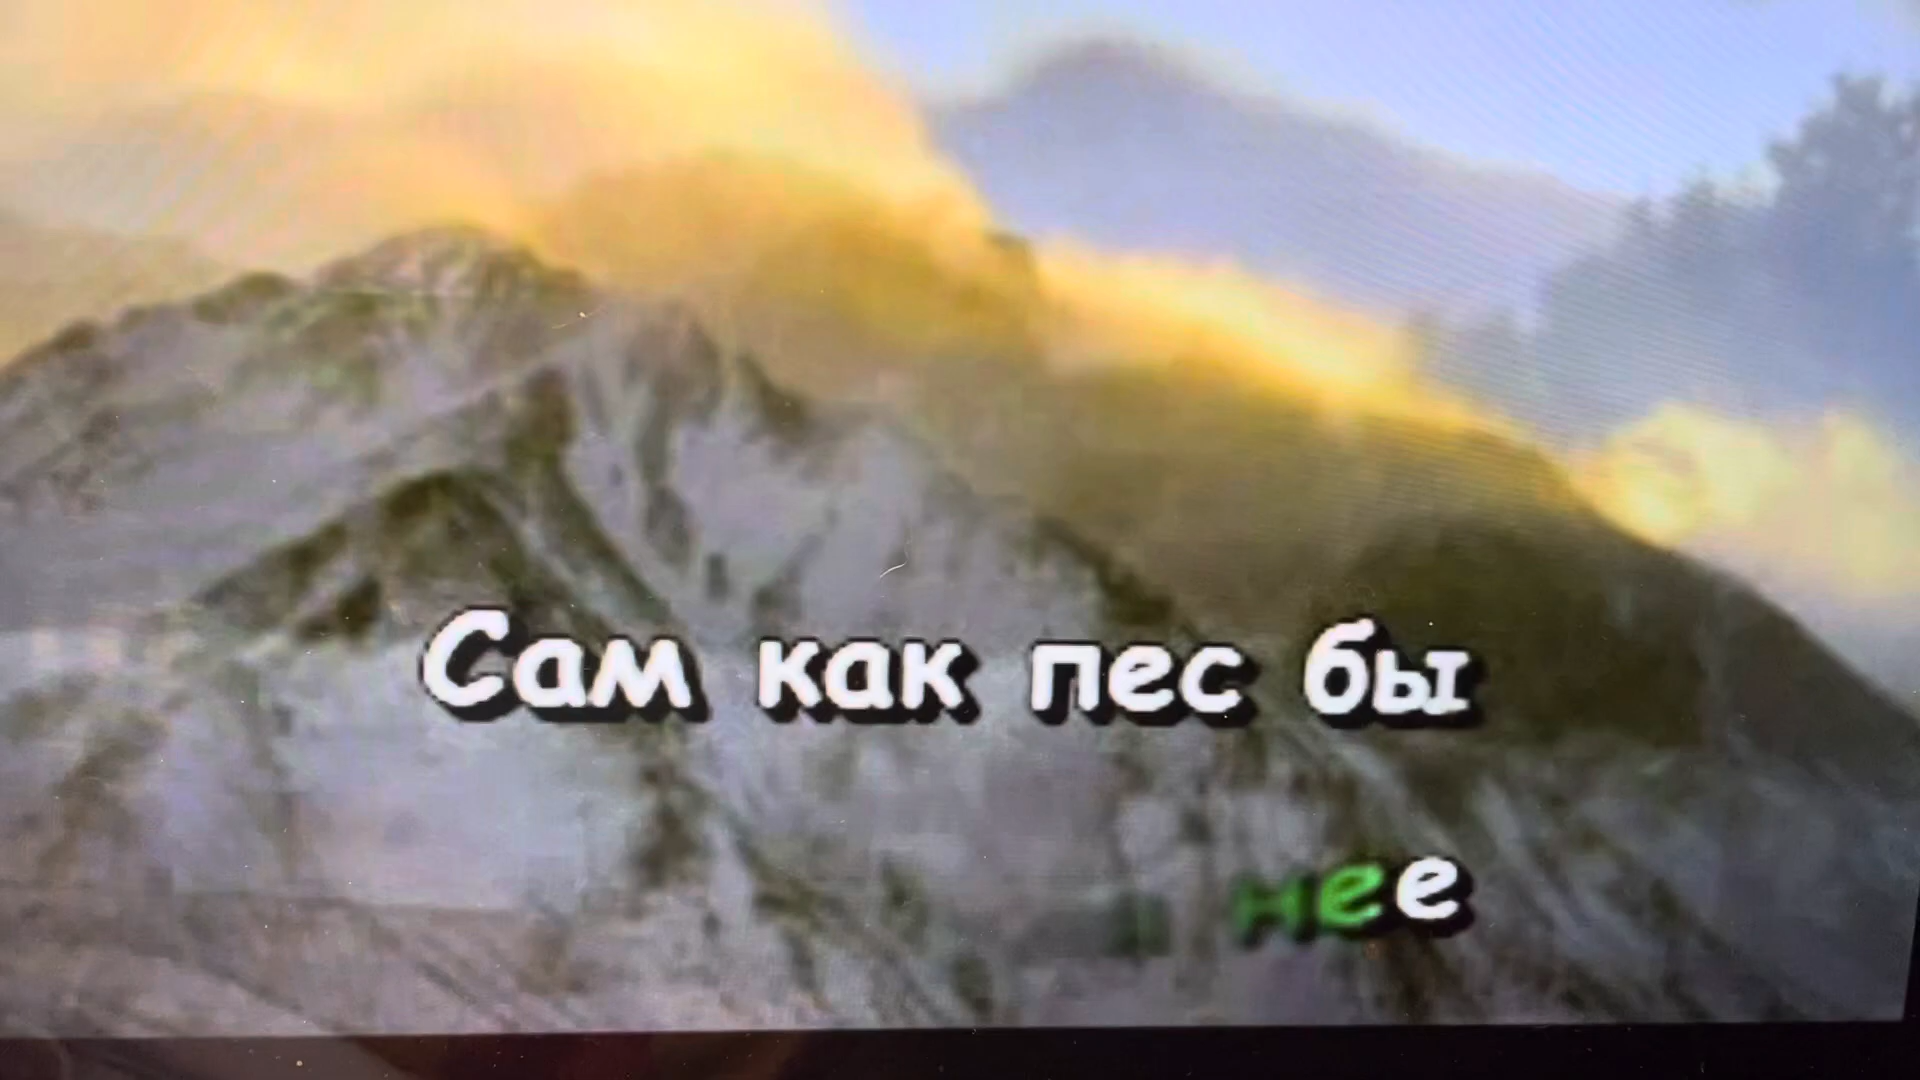 Сам как пес бы
нее